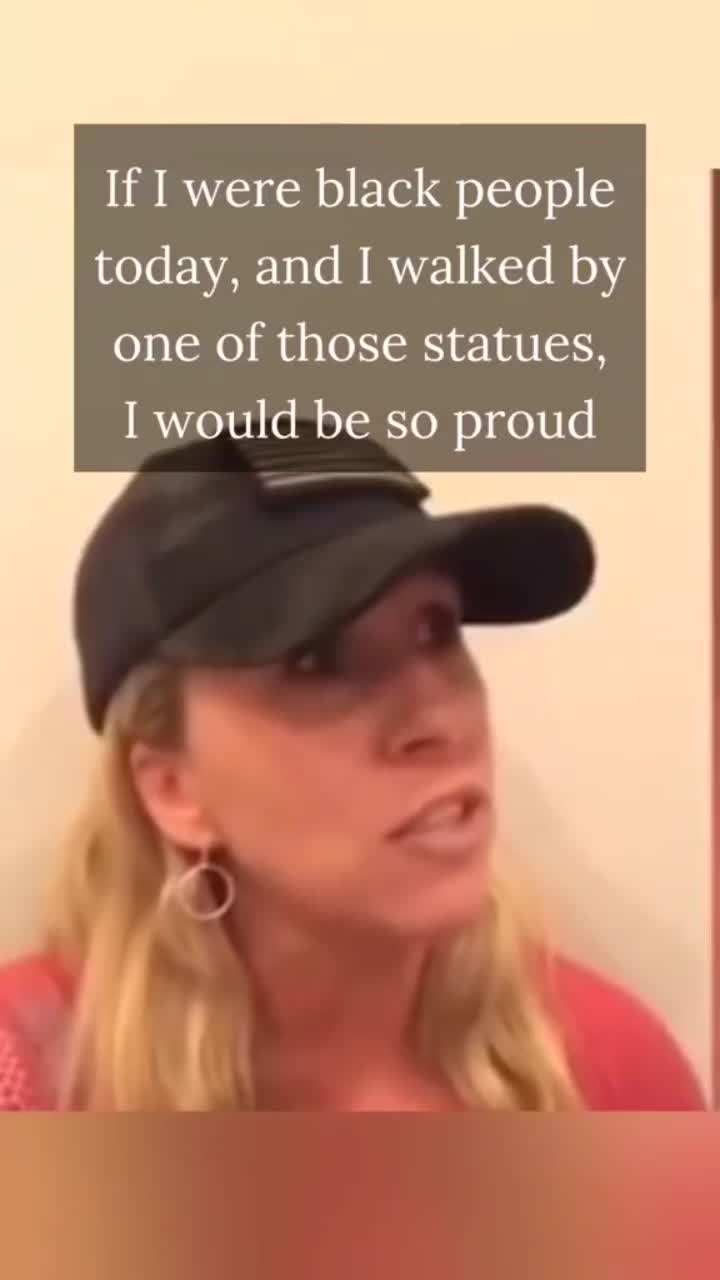 If I were black people
today, and I walked by
one of those statues,
I would be so proud